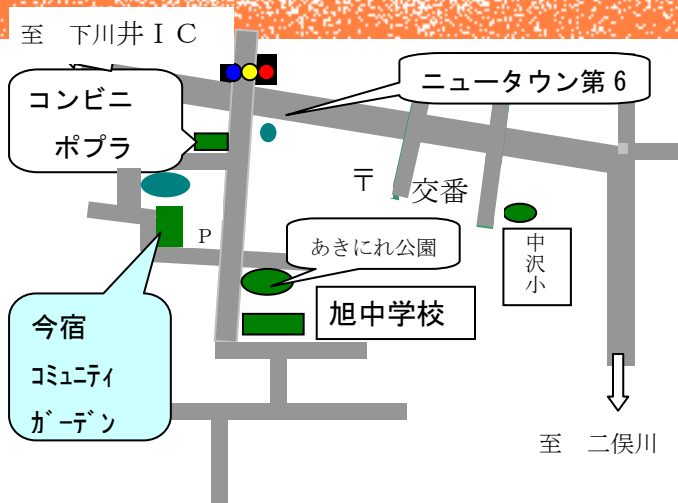 至　下川井ＩＣ
コンビニ
ポプラ
ニュータウン第６
〒
交番
P
あきにれ公園
中沢小
旭中学校
今宿
ｺﾐｭﾆﾃｨ
ｶﾞｰﾃﾞﾝ
至　二俣川